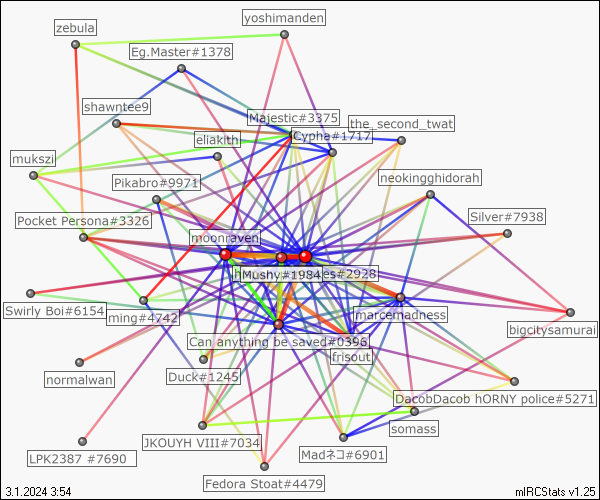 yoshimanden
zebula
Eg.Master#1378
shawntee9
Majestic#3375
the_second_twat
Cypha#1717
eliakith
mukszi
Pikabro#9971
neokingghidorah
Pocket Persona#3326
Silver#7938
moonraven
Mushy#1984
es#2928
Swirly Boi#6154
ming#4742
marcemadness
bigcitysamurai
Can anything be saved#0396
frisout
normalwan
Duck#1245
DacobDacob hORNY police#5271
somass
JKOUYH VIII#7034
LPK2387 #7690
Madネコ#6901
Fedora Stoat#4479
3.1.2024 3:54
mIRCStats v1.25